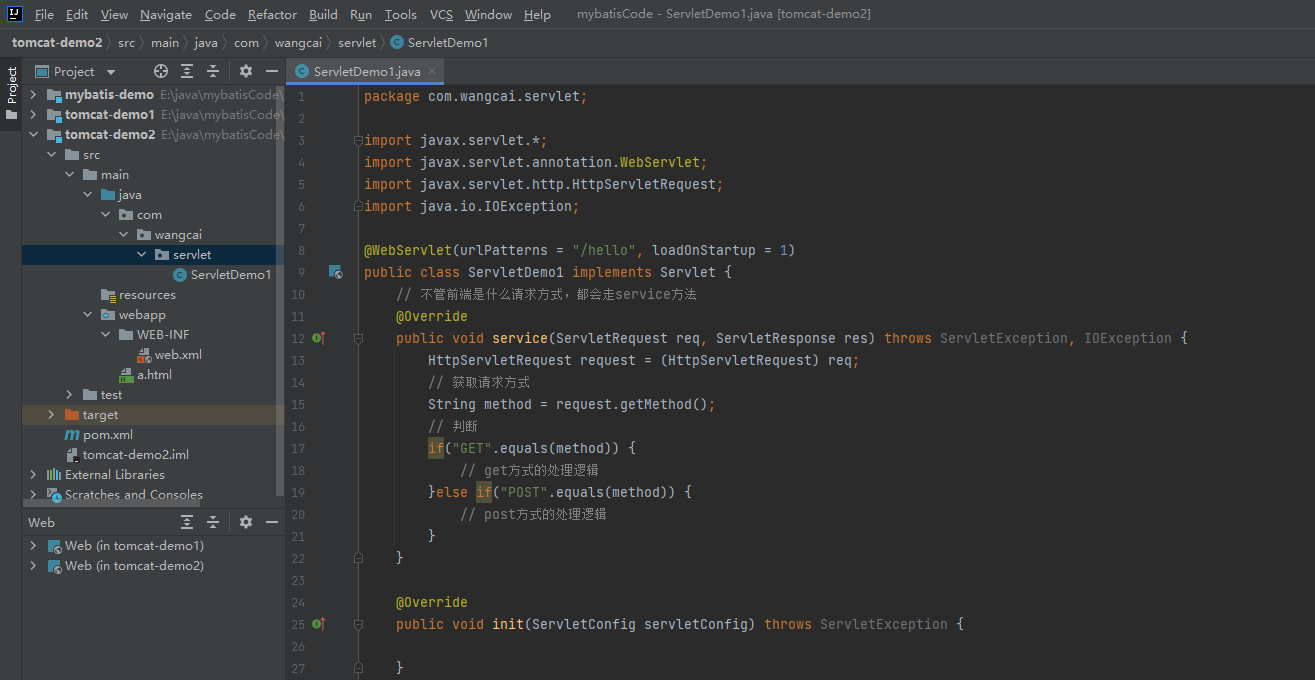 File Edit View Navigate Code Refactor Build Run Tools VCS Window Help mybatisCode - ServletDemo1.java [tomcat-demo2]
tomcat-demo2 src main java com wangcai servlet ServletDemo1
Project
Project
mybatis-demo E:\java\mybatisCode\
tomcat-demo1 E:\java\mybatisCode\
tomcat-demo2 E:\java\mybatisCode\
src
main
java
com
wangcai
servlet
ServletDemo1
resources
webapp
WEB-INF
web.xml
a.html
test
target
pom.xml
tomcat-demo2.iml
External Libraries
Scratches and Consoles
Web
Web (in tomcat-demo1)
Web (in tomcat-demo2)
ServletDemo1.java
1 package com.wangcai.servlet;
2
3 import javax.servlet.*;
4 import javax.servlet.annotation.WebServlet;
5 import javax.servlet.http.HttpServletRequest;
6 import java.io.IOException;
7
8 @WebServlet(urlPatterns = "/hello", loadOnStartup = 1)
9 public class ServletDemo1 implements Servlet {
10 // 不管前端是什么请求方式，都会走service方法
11 @Override
12 public void service(ServletRequest req, ServletResponse res) throws ServletException, IOException {
13 HttpServletRequest request = (HttpServletRequest) req;
14 // 获取请求方式
15 String method = request.getMethod();
16 // 判断
17 if("GET".equals(method)) {
18 // get方式的处理逻辑
19 }else if("POST".equals(method)) {
20 // post方式的处理逻辑
21 }
22 }
23
24 @Override
25 public void init(ServletConfig servletConfig) throws ServletException {
26
27 }